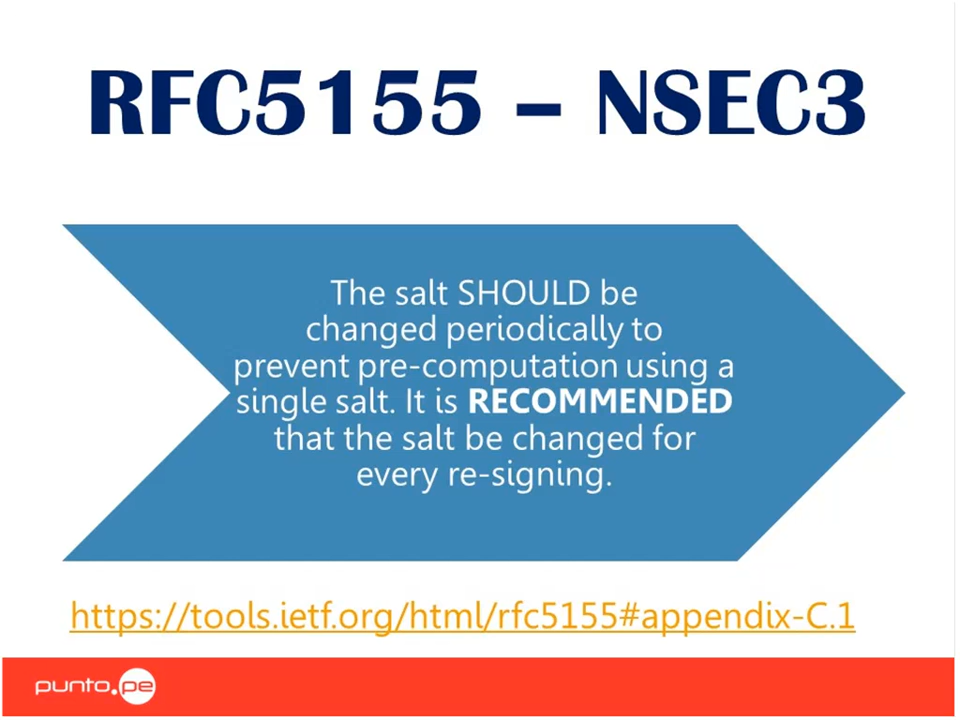 RFC5155 – NSEC3
The salt SHOULD be
changed periodically to
prevent pre-computation using a
single salt. It is RECOMMENDED
that the salt be changed for
every re-signing.
https://tools.ietf.org/html/rfc5155#appendix-C.1
punto.pe